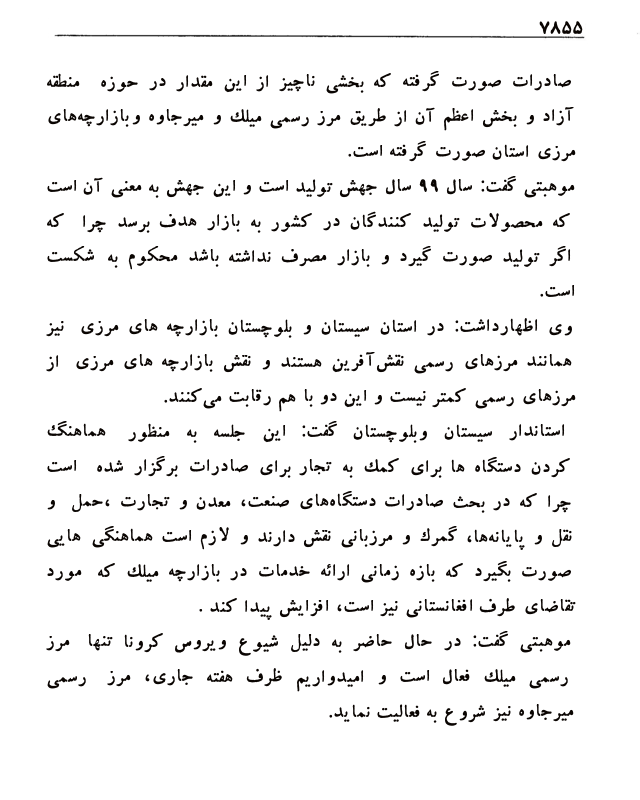 ۷۸۵۵
صادرات صورت گرفته که بخشی ناچیز از این مقدار در حوزه منطقه
آزاد و بخش اعظم آن از طریق مرز رسمی میلك و میرجاوه وبازارچه‌های
مرزی استان صورت گرفته است.
موهبتی گفت: سال ۹۹ سال جهش تولید است و این جهش به معنی آن است
که محصولات تولید کنندگان در کشور به بازار هدف برسد چرا که
اگر تولید صورت گیرد و بازار مصرف نداشته باشد محکوم به شکست
است.
وی اظهارداشت: در استان سیستان و بلوچستان بازارچه های مرزی نیز
همانند مرزهای رسمی نقش‌آفرین هستند و نقش بازارچه های مرزی از
مرزهای رسمی کمتر نیست و این دو با هم رقابت می‌کنند.
استاندار سیستان وبلوچستان گفت: این جلسه به منظور هماهنگ
کردن دستگاه ها برای کمك به تجار برای صادرات برگزار شده است
چرا که در بحث صادرات دستگاه‌های صنعت، معدن و تجارت ،حمل و
نقل و پایانه‌ها، گمرك و مرزبانی نقش دارند و لازم است هماهنگی هایی
صورت بگیرد که بازه زمانی ارائه خدمات در بازارچه میلك که مورد
تقاضای طرف افغانستانی نیز است، افزایش پیدا کند .
موهبتی گفت: در حال حاضر به دلیل شیوع ویروس کرونا تنها مرز
رسمی میلك فعال است و امیدواریم ظرف هفته جاری، مرز رسمی
میرجاوه نیز شروع به فعالیت نماید.